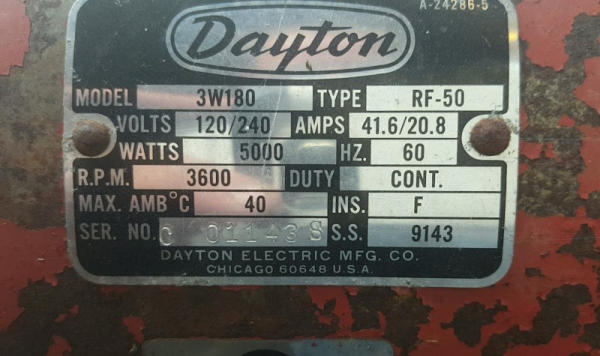 A-24286-5
Dayton
MODEL 3W180 TYPE RF-50
VOLTS 120/240 AMPS 41.6/20.8
WATTS 5000 HZ. 60
R.P.M. 3600 DUTY CONT.
MAX. AMB°C 40 INS. F
SER. NO. C 01143 S S.S. 9143
DAYTON ELECTRIC MFG. CO.
CHICAGO 60648 U.S.A.